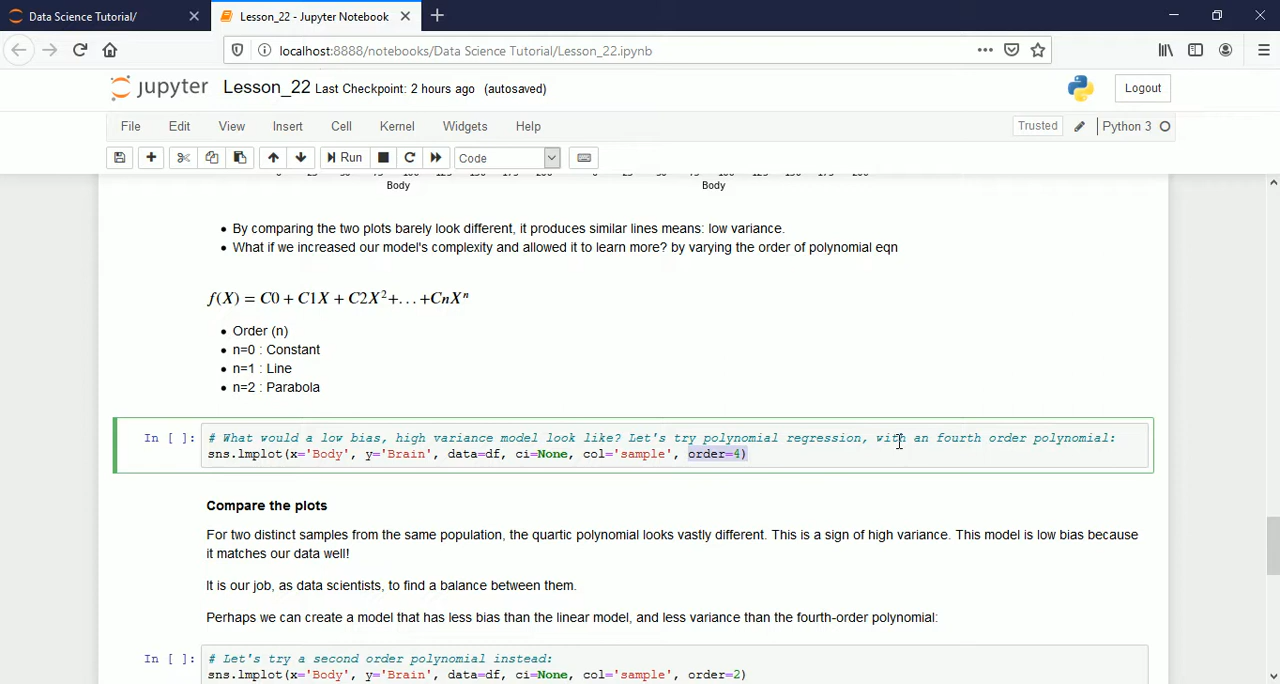 Data Science Tutorial/
Lesson_22 - Jupyter Notebook
localhost:8888/notebooks/Data Science Tutorial/Lesson_22.ipynb
jupyter Lesson_22 Last Checkpoint: 2 hours ago (autosaved)
Logout
File Edit View Insert Cell Kernel Widgets Help
Trusted Python 3
Run
Code
Body Body
By comparing the two plots barely look different, it produces similar lines means: low variance.
What if we increased our model's complexity and allowed it to learn more? by varying the order of polynomial eqn
f(X) = C0 + C1X + C2X²+. . . +CnXⁿ
Order (n)
n=0 : Constant
n=1 : Line
n=2 : Parabola
In [ ]: # What would a low bias, high variance model look like? Let's try polynomial regression, with an fourth order polynomial:
sns.lmplot(x='Body', y='Brain', data=df, ci=None, col='sample', order=4)
Compare the plots
For two distinct samples from the same population, the quartic polynomial looks vastly different. This is a sign of high variance. This model is low bias because
it matches our data well!
It is our job, as data scientists, to find a balance between them.
Perhaps we can create a model that has less bias than the linear model, and less variance than the fourth-order polynomial:
In [ ]: # Let's try a second order polynomial instead:
sns.lmplot(x='Body', y='Brain', data=df, ci=None, col='sample', order=2)